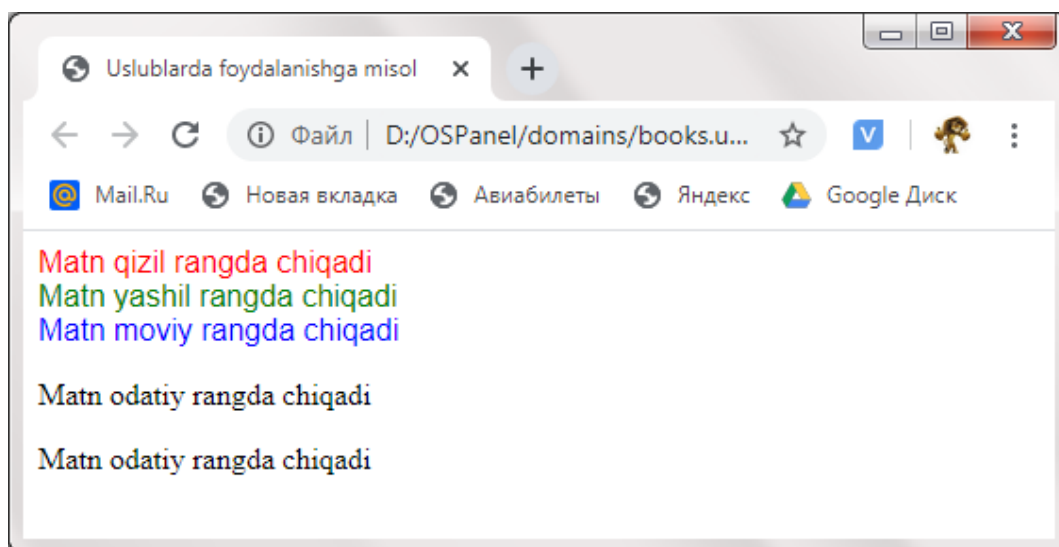 Uslublarda foydalanishga misol
Файл | D:/OSPanel/domains/books.u...
Mail.Ru Новая вкладка Авиабилеты Яндекс Google Диск
Matn qizil rangda chiqadi
Matn yashil rangda chiqadi
Matn moviy rangda chiqadi
Matn odatiy rangda chiqadi
Matn odatiy rangda chiqadi